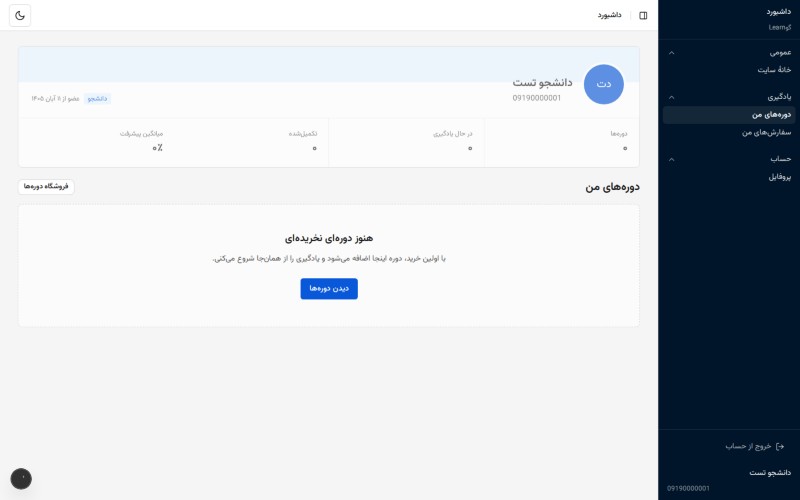 داشبورد
گو‌Learn
عمومی
خانهٔ سایت
یادگیری
دوره‌های من
سفارش‌های من
حساب
پروفایل
خروج از حساب
دانشجو تست
09190000001
داشبورد
دت
دانشجو تست
09190000001
دانشجو
عضو از ۱۱ آبان ۱۴۰۵
دوره‌ها
۰
در حال یادگیری
۰
تکمیل‌شده
۰
میانگین پیشرفت
۰٪
دوره‌های من
فروشگاه دوره‌ها
هنوز دوره‌ای نخریده‌ای
با اولین خرید، دوره اینجا اضافه می‌شود و یادگیری را از همان‌جا شروع می‌کنی.
دیدن دوره‌ها